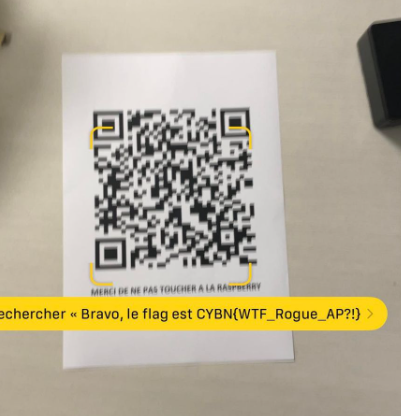 MERCI DE NE PAS TOUCHER A LA RASPBERRY
echercher « Bravo, le flag est CYBN{WTF_Rogue_AP?!}